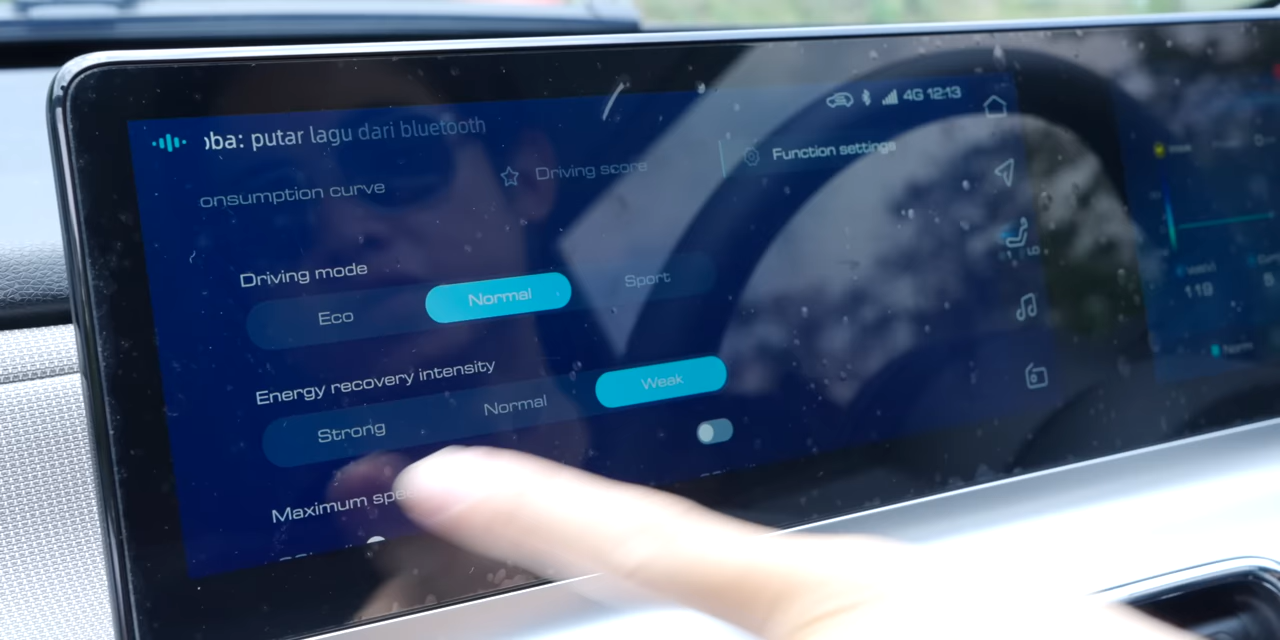 ba: putar lagu dari bluetooth
4G 12:13
onsumption curve
Driving score
Function settings
Driving mode
Eco
Normal
Sport
Energy recovery intensity
Strong
Normal
Weak
Maximum spe
119